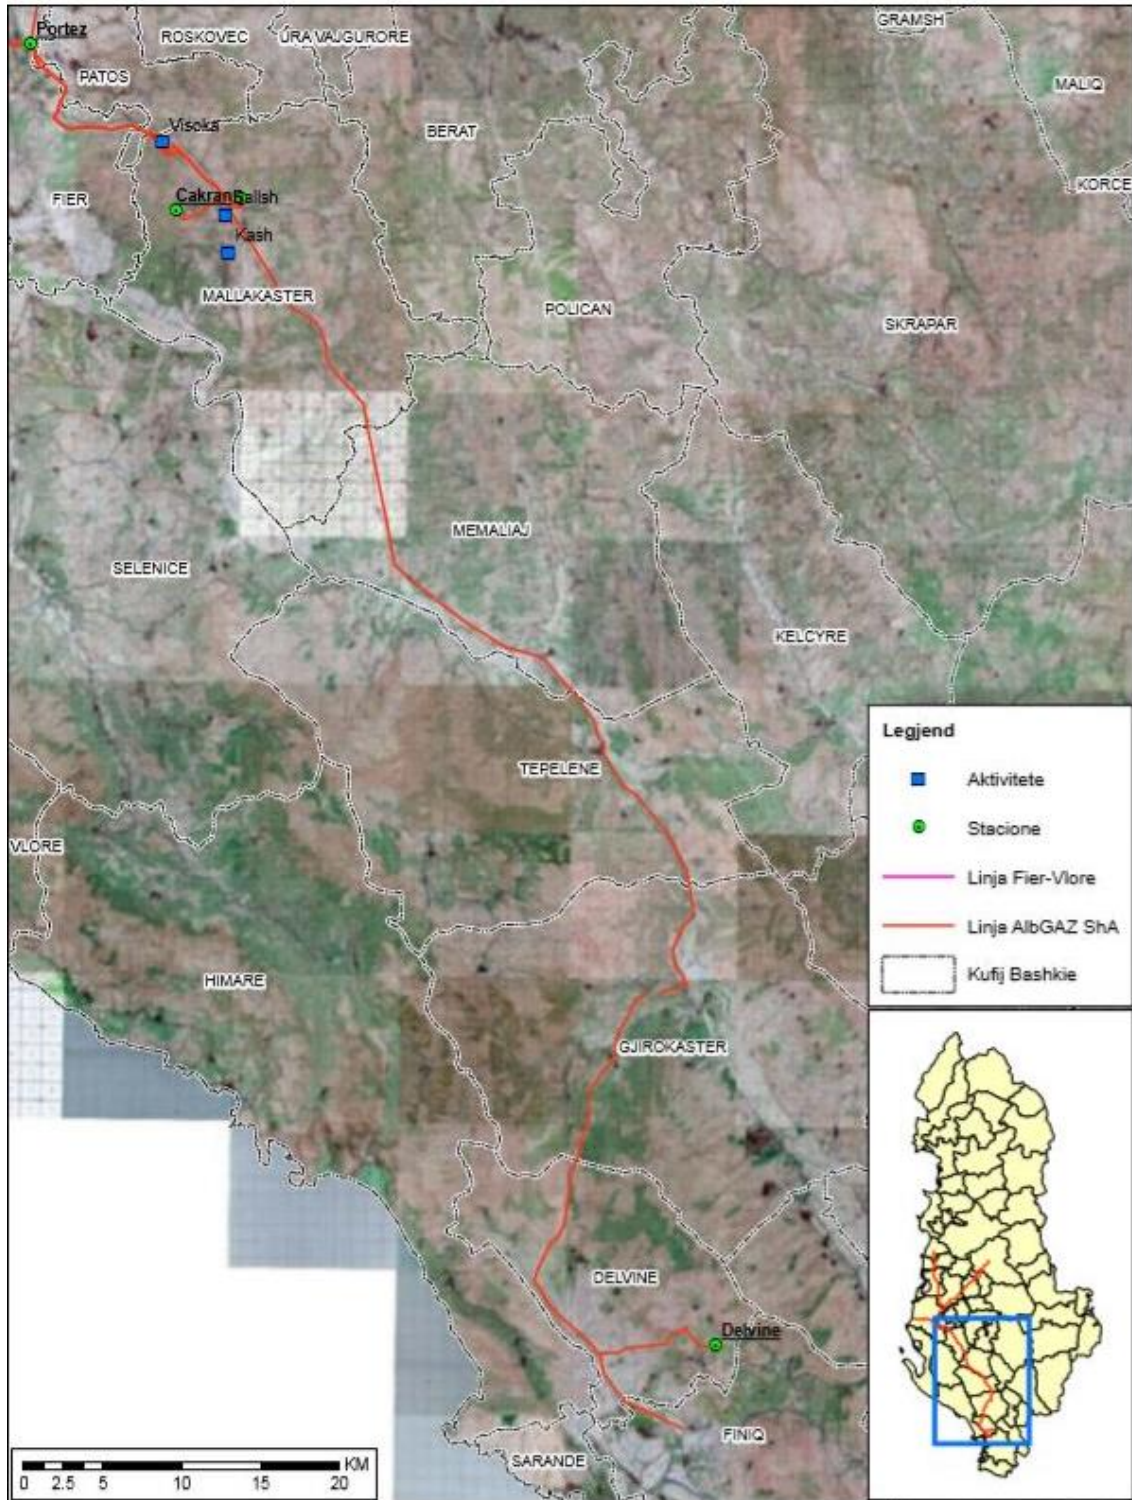 Portez
ROSKOVEC
URA VAJGURORE
GRAMSH
PATOS
MALIQ
Visoka
BERAT
KORCE
FIER
Cakran
Ballsh
Kash
MALLAKASTER
POLICAN
SKRAPAR
MEMALIAJ
SELENICE
KELCYRE
Legjend
Aktivitete
Stacione
Linja Fier-Vlore
Linja AlbGAZ ShA
Kufij Bashkie
TEPELENE
VLORE
HIMARE
GJIROKASTER
DELVINE
Delvine
FINIQ
SARANDE
KM
0 2.5 5 10 15 20